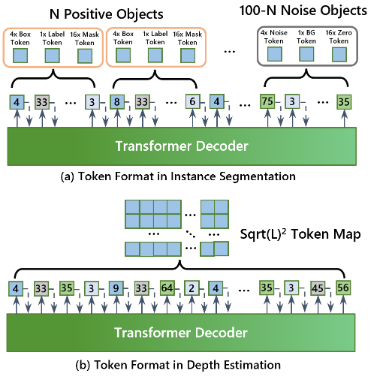 N Positive Objects 100-N Noise Objects
4x Box Token 1x Label Token 16x Mask Token 4x Box Token 1x Label Token 16x Mask Token ... 4x Noise Token 1x BG Token 16x Zero Token
4 33 ... 3 8 33 ... 6 4 ... 75 3 ... 35
Transformer Decoder
(a) Token Format in Instance Segmentation
Sqrt(L)² Token Map
4 33 35 3 9 33 64 2 4 ... 35 3 45 56
Transformer Decoder
(b) Token Format in Depth Estimation